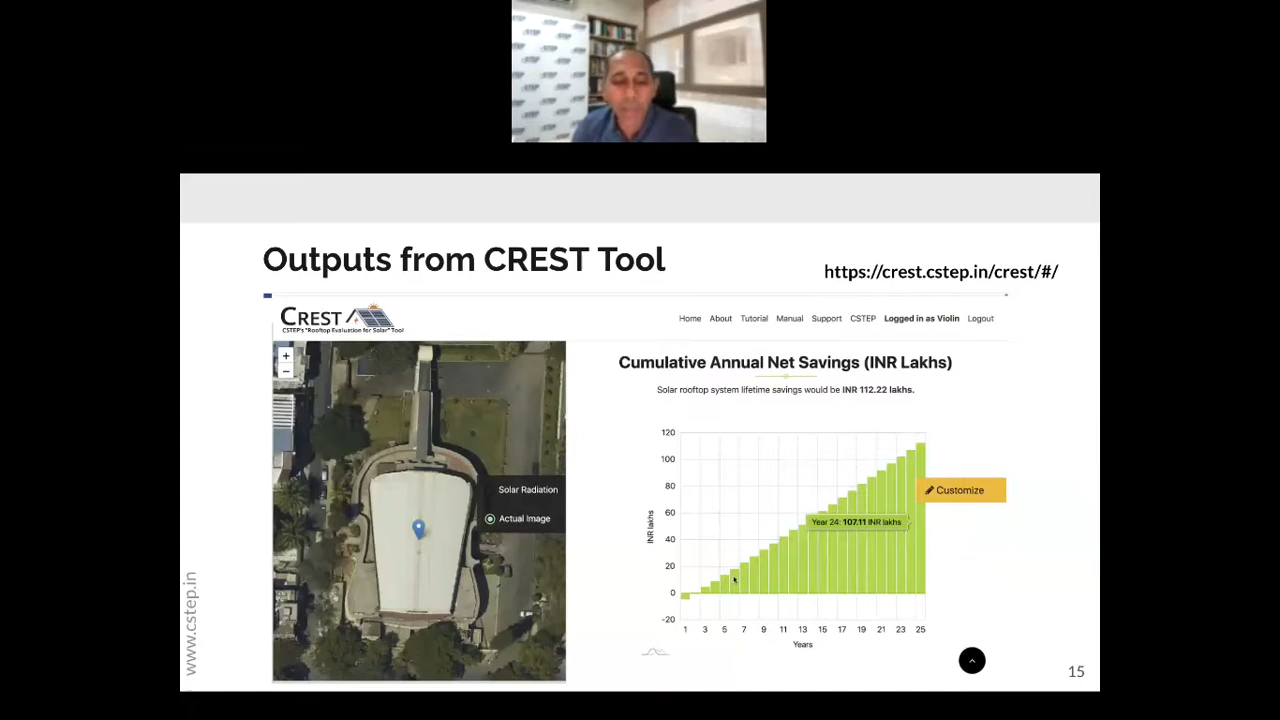 CSTEP
Outputs from CREST Tool
https://crest.cstep.in/crest/#/
CREST
CSTEP's "Rooftop Evaluation for Solar" Tool
Home About Tutorial Manual Support CSTEP Logged in as Violin Logout
+
−
Solar Radiation
Actual Image
Cumulative Annual Net Savings (INR Lakhs)
Solar rooftop system lifetime savings would be INR 112.22 lakhs.
120
100
80
60
40
20
0
-20
INR lakhs
Year 24: 107.11 INR lakhs
Customize
1 3 5 7 9 11 13 15 17 19 21 23 25
Years
www.cstep.in
15